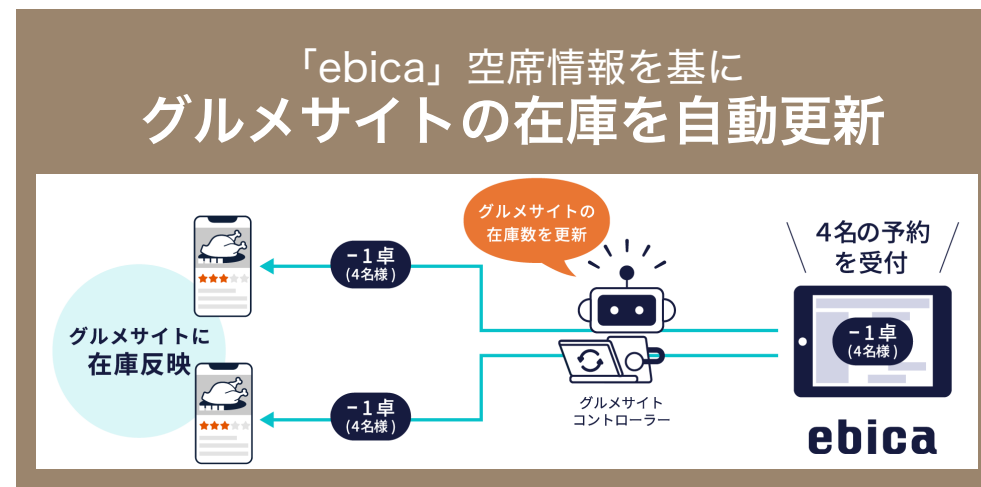 「ebica」空席情報を基に
グルメサイトの在庫を自動更新
グルメサイトの
在庫数を更新
4名の予約
を受付
−1卓
(4名様)
−1卓
(4名様)
グルメサイトに
在庫反映
−1卓
(4名様)
グルメサイト
コントローラー
ebica